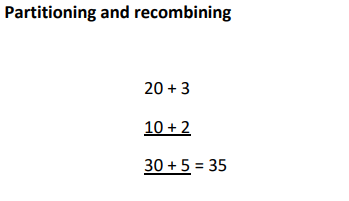 Partitioning and recombining
20 + 3
10 + 2
30 + 5 = 35